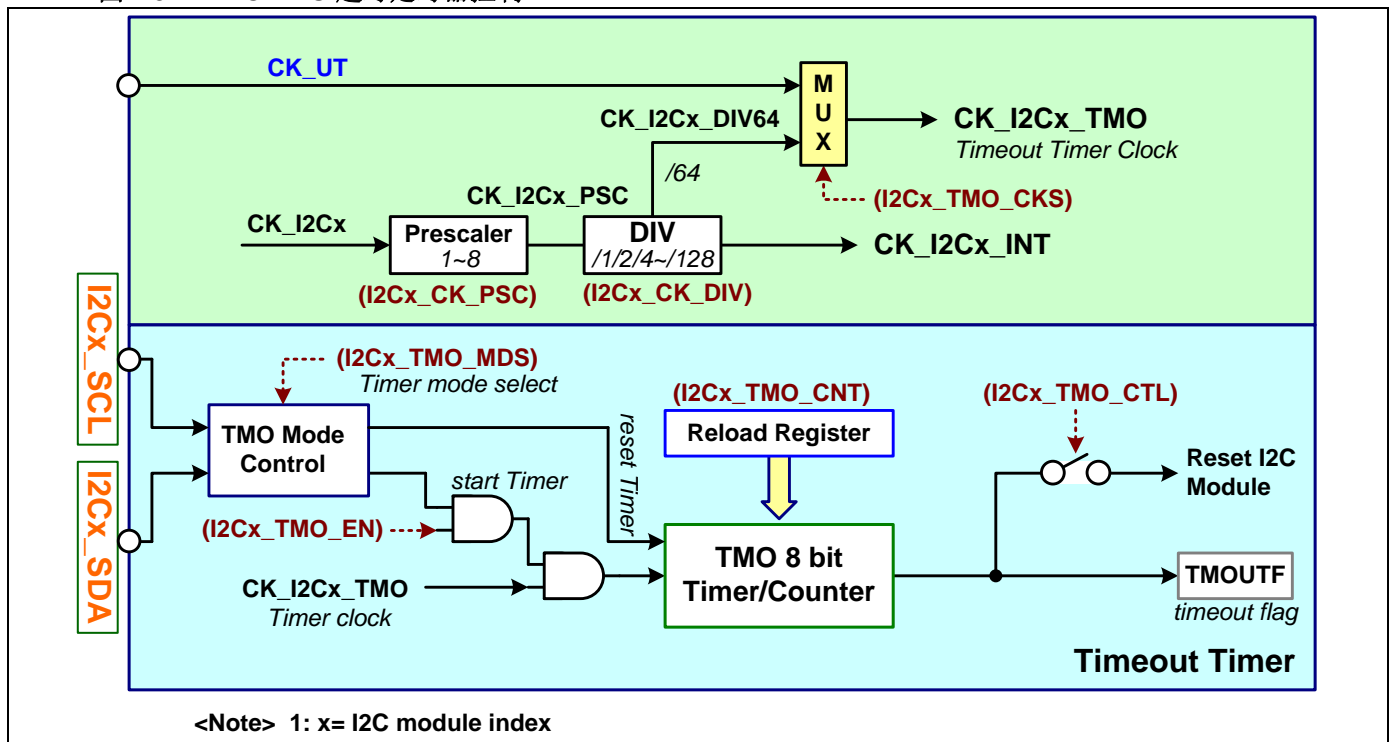 CK_UT
MUX
CK_I2Cx_DIV64
CK_I2Cx_TMO
Timeout Timer Clock
/64
CK_I2Cx_PSC
(I2Cx_TMO_CKS)
CK_I2Cx
Prescaler
1~8
DIV
/1/2/4~/128
CK_I2Cx_INT
(I2Cx_CK_PSC)
(I2Cx_CK_DIV)
I2Cx_SCL
I2Cx_SDA
(I2Cx_TMO_MDS)
Timer mode select
TMO Mode
Control
reset Timer
start Timer
(I2Cx_TMO_EN)
CK_I2Cx_TMO
Timer clock
(I2Cx_TMO_CNT)
Reload Register
TMO 8 bit
Timer/Counter
(I2Cx_TMO_CTL)
Reset I2C
Module
TMOUTF
timeout flag
Timeout Timer
<Note> 1: x= I2C module index